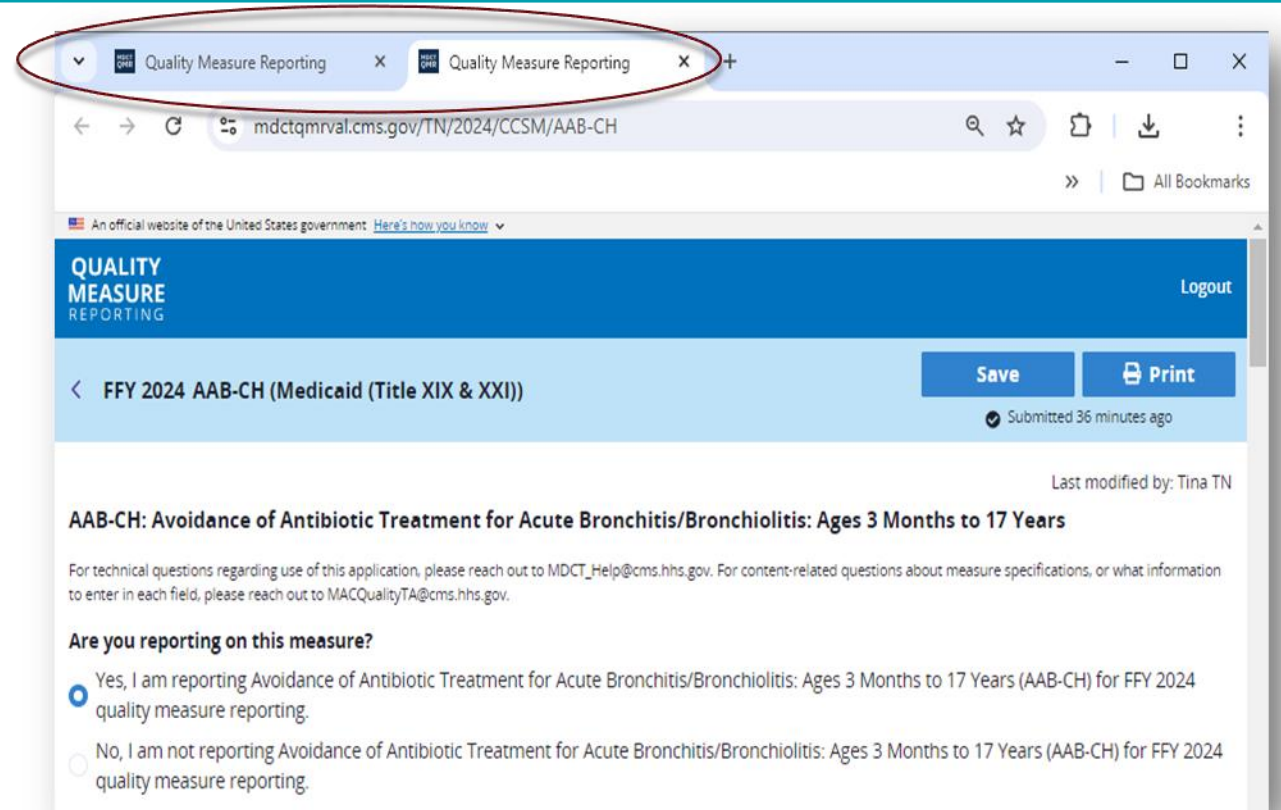 Quality Measure Reporting
Quality Measure Reporting
mdctqmrval.cms.gov/TN/2024/CCSM/AAB-CH
All Bookmarks
An official website of the United States government Here's how you know
QUALITY
MEASURE
REPORTING
Logout
FFY 2024 AAB-CH (Medicaid (Title XIX & XXI))
Save
Print
Submitted 36 minutes ago
Last modified by: Tina TN
AAB-CH: Avoidance of Antibiotic Treatment for Acute Bronchitis/Bronchiolitis: Ages 3 Months to 17 Years
For technical questions regarding use of this application, please reach out to MDCT_Help@cms.hhs.gov. For content-related questions about measure specifications, or what information
to enter in each field, please reach out to MACQualityTA@cms.hhs.gov.
Are you reporting on this measure?
Yes, I am reporting Avoidance of Antibiotic Treatment for Acute Bronchitis/Bronchiolitis: Ages 3 Months to 17 Years (AAB-CH) for FFY 2024
quality measure reporting.
No, I am not reporting Avoidance of Antibiotic Treatment for Acute Bronchitis/Bronchiolitis: Ages 3 Months to 17 Years (AAB-CH) for FFY 2024
quality measure reporting.